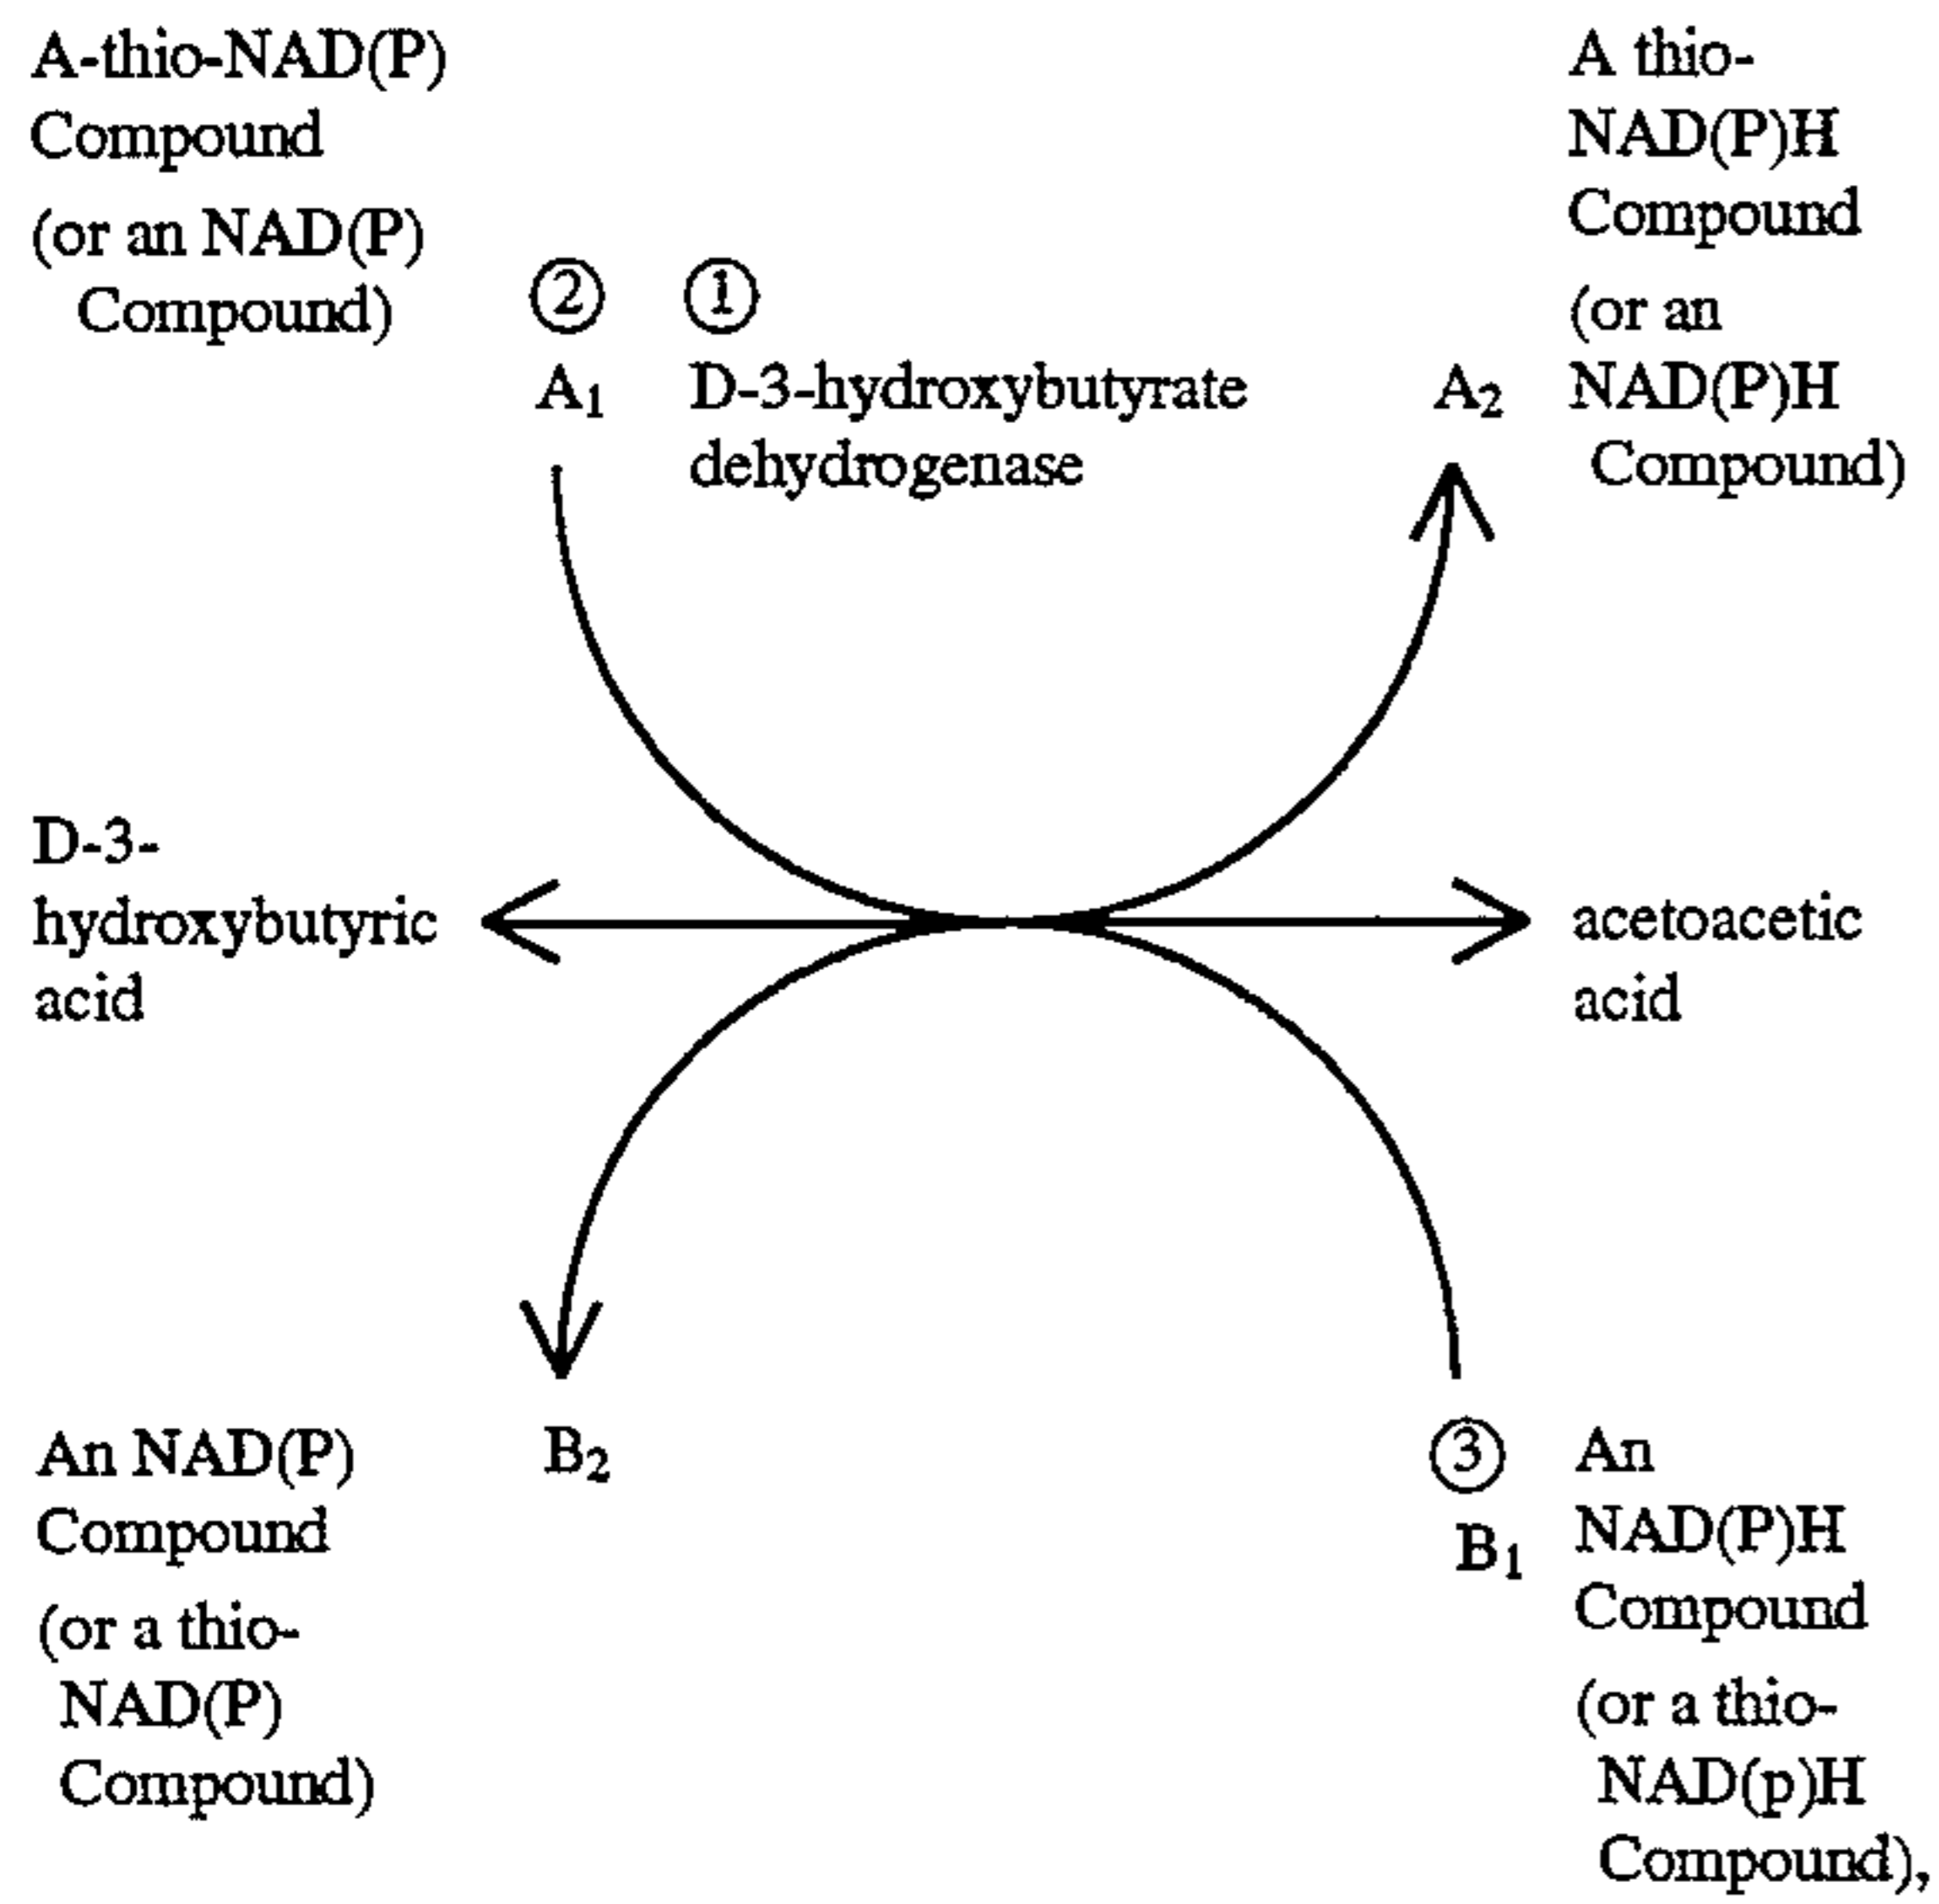 A-thio-NAD(P)
Compound
(or an NAD(P)
Compound)
②
①
A1
D-3-hydroxybutyrate
dehydrogenase
A2
A thio-
NAD(P)H
Compound
(or an
NAD(P)H
Compound)
D-3-
hydroxybutyric
acid
acetoacetic
acid
An NAD(P)
Compound
(or a thio-
NAD(P)
Compound)
B2
③
B1
An
NAD(P)H
Compound
(or a thio-
NAD(p)H
Compound),